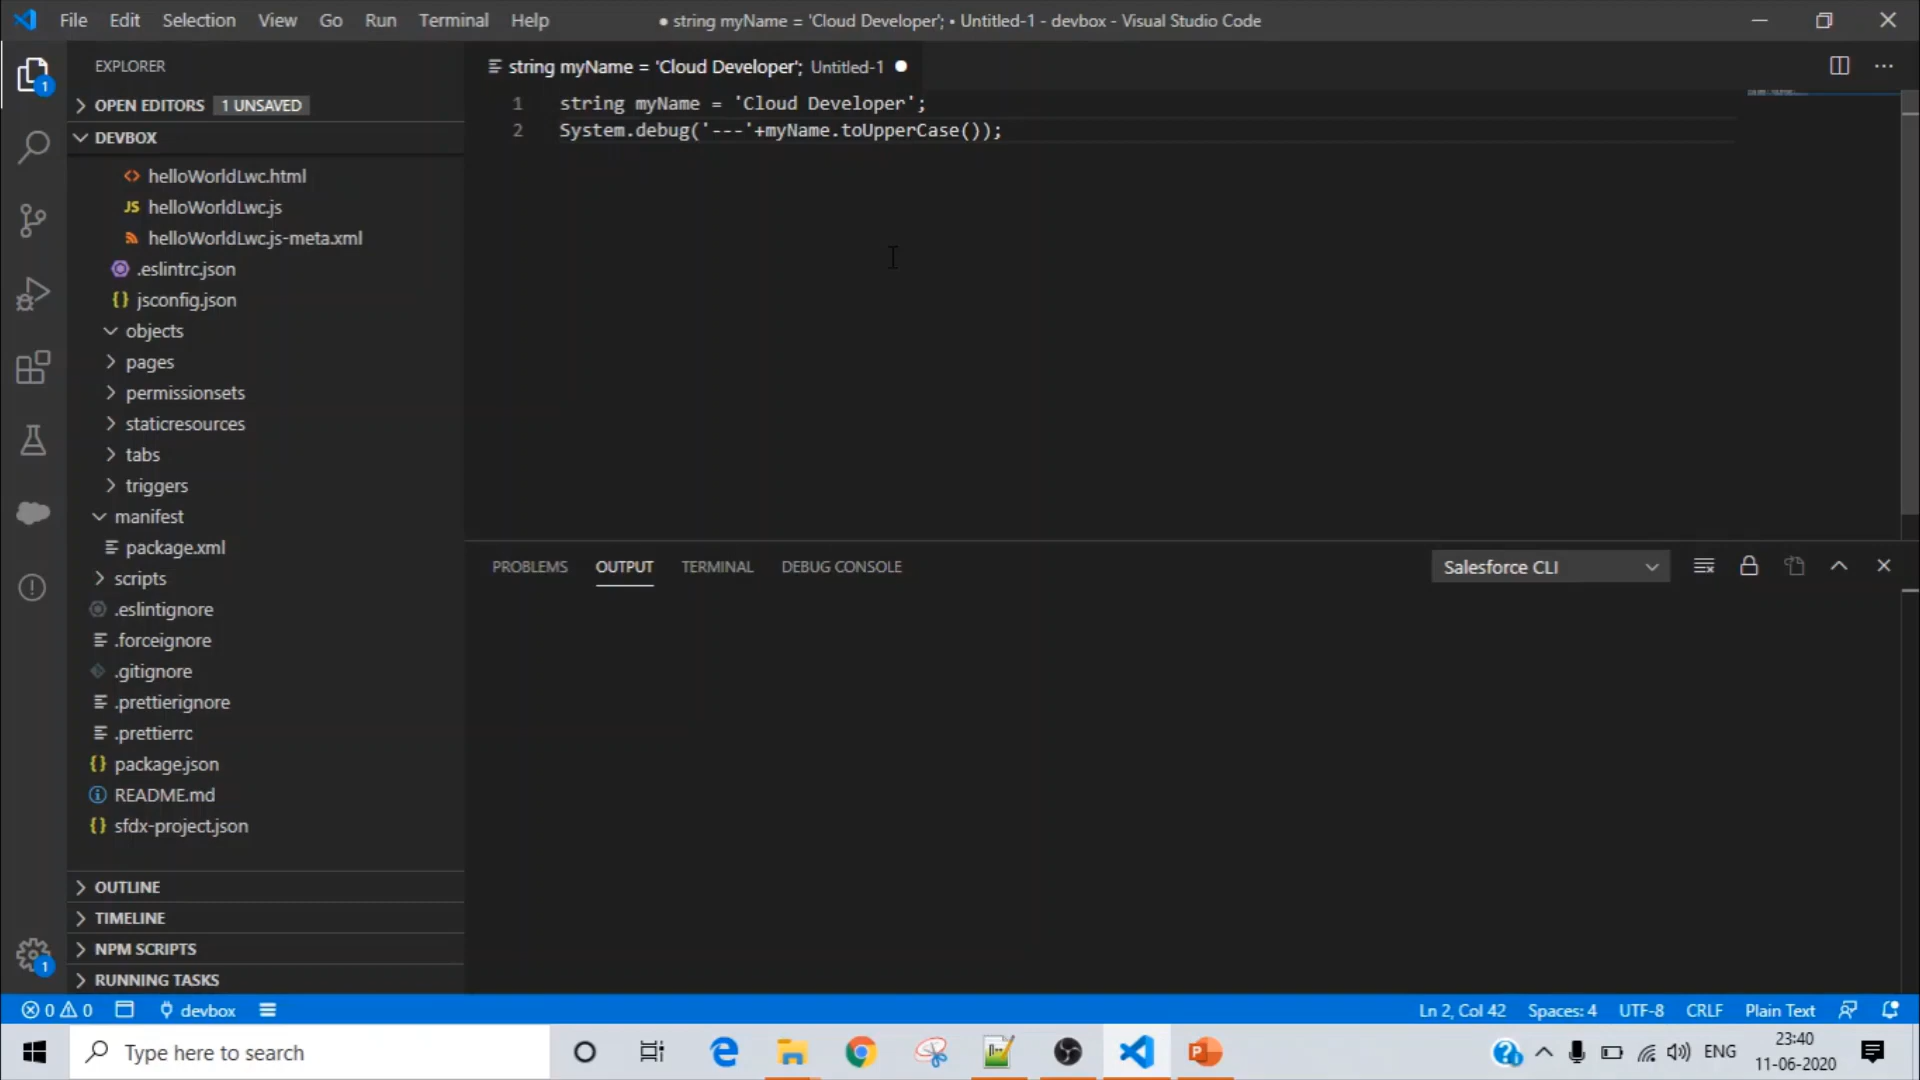 File Edit Selection View Go Run Terminal Help
● string myName = 'Cloud Developer'; • Untitled-1 - devbox - Visual Studio Code
EXPLORER
OPEN EDITORS 1 UNSAVED
DEVBOX
helloWorldLwc.html
JS helloWorldLwc.js
helloWorldLwc.js-meta.xml
.eslintrc.json
{} jsconfig.json
objects
pages
permissionsets
staticresources
tabs
triggers
manifest
package.xml
scripts
.eslintignore
.forceignore
.gitignore
.prettierignore
.prettierrc
{} package.json
README.md
{} sfdx-project.json
OUTLINE
TIMELINE
NPM SCRIPTS
RUNNING TASKS
1
1
string myName = 'Cloud Developer'; Untitled-1 ●
1 string myName = 'Cloud Developer';
2 System.debug('---'+myName.toUpperCase());
PROBLEMS OUTPUT TERMINAL DEBUG CONSOLE
Salesforce CLI
0 0 devbox
Ln 2, Col 42 Spaces: 4 UTF-8 CRLF Plain Text
Type here to search
ENG
23:40
11-06-2020